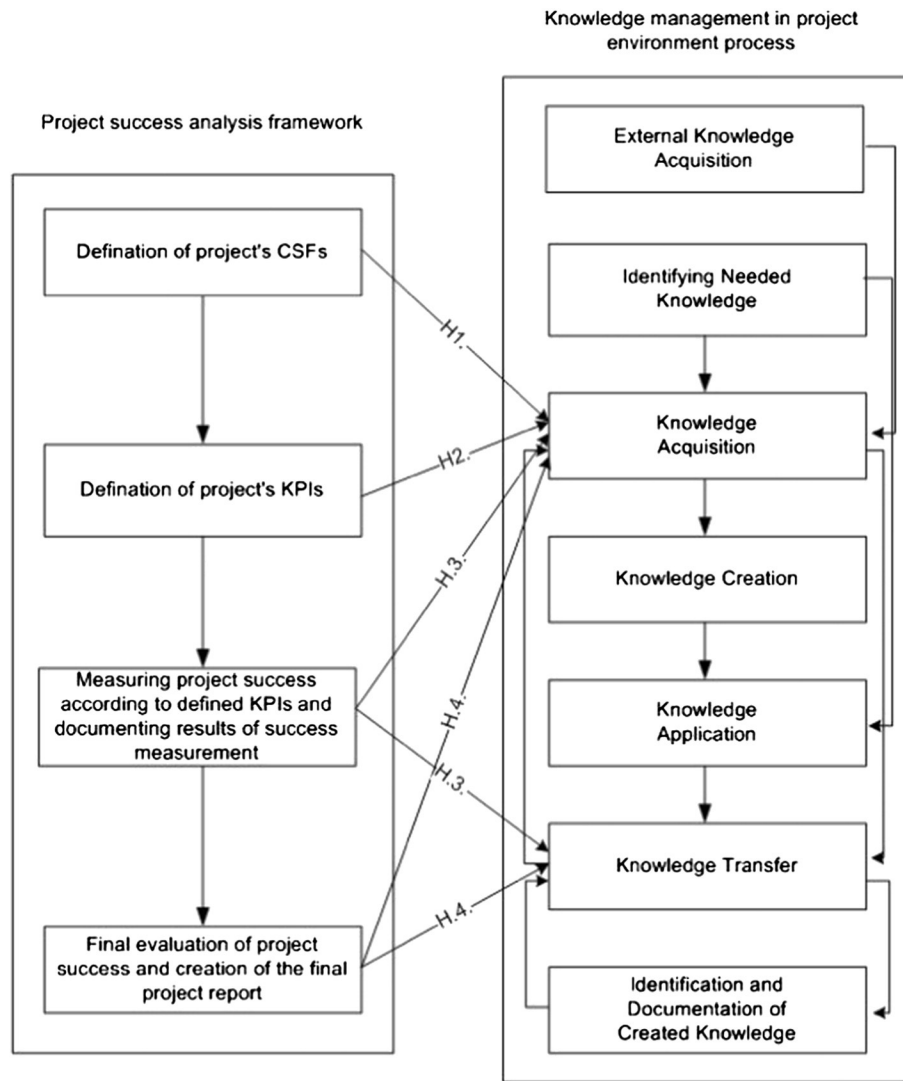 Project success analysis framework
Defination of project's CSFs
Defination of project's KPIs
Measuring project success
according to defined KPIs and
documenting results of success
measurement
Final evaluation of project
success and creation of the final
project report
H1.
H2.
H.3.
H.4.
H.3.
H.4.
Knowledge management in project
environment process
External Knowledge
Acquisition
Identifying Needed
Knowledge
Knowledge
Acquisition
Knowledge Creation
Knowledge
Application
Knowledge Transfer
Identification and
Documentation of
Created Knowledge